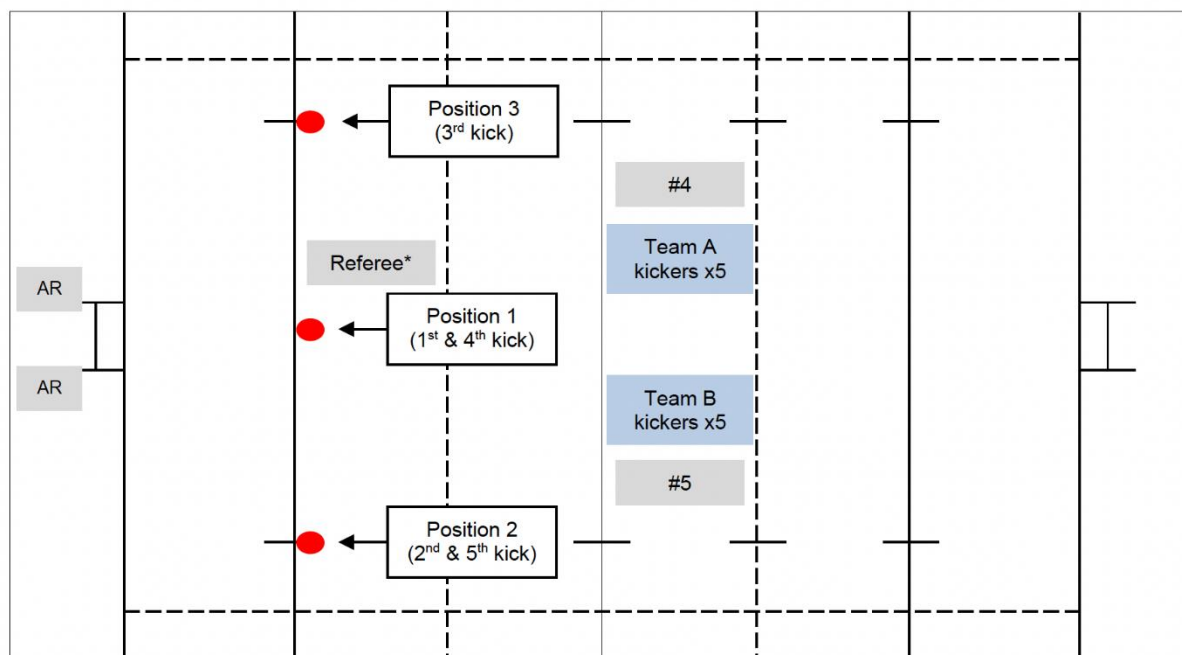 Position 3
(3rd kick)
#4
Team A
kickers x5
Referee*
AR
Position 1
(1st & 4th kick)
AR
Team B
kickers x5
#5
Position 2
(2nd & 5th kick)